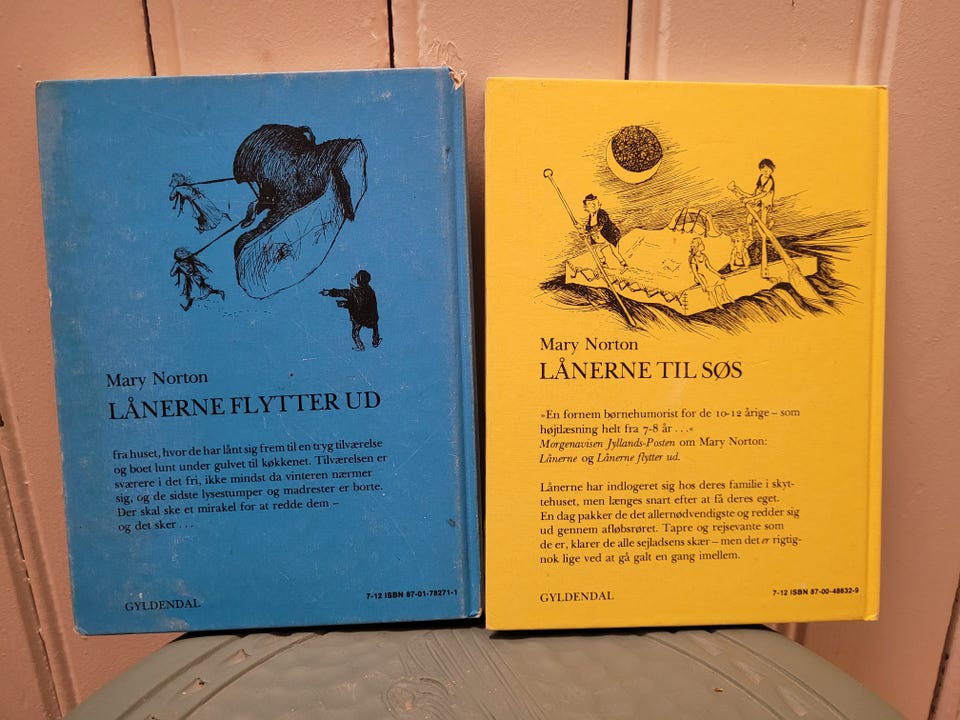 Mary Norton
LÅNERNE FLYTTER UD
fra huset, hvor de har lånt sig frem til en tryg tilværelse
og boet lunt under gulvet til køkkenet. Tilværelsen er
sværere i det fri, ikke mindst da vinteren nærmer
sig, og de sidste lysestumper og madrester er borte.
Der skal ske et mirakel for at redde dem –
og det sker . . .
GYLDENDAL
7-12 ISBN 87-01-78271-1
Mary Norton
LÅNERNE TIL SØS
»En fornem børnehumorist for de 10-12 årige – som
højtlæsning helt fra 7-8 år . . .«
Morgenavisen Jyllands-Posten om Mary Norton:
Lånerne og Lånerne flytter ud.
Lånerne har indlogeret sig hos deres familie i skyt-
tehuset, men længes snart efter at få deres eget.
En dag pakker de det allernødvendigste og redder sig
ud gennem afløbsrøret. Tapre og rejsevante som
de er, klarer de alle sejladsens skær – men det er rigtig-
nok lige ved at gå galt en gang imellem.
GYLDENDAL
7-12 ISBN 87-00-48632-9